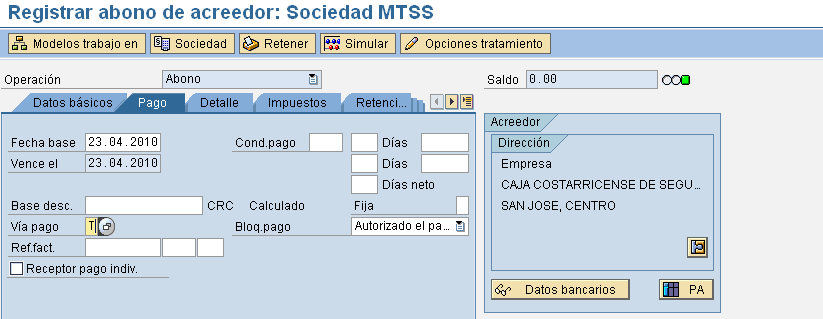 Registrar abono de acreedor: Sociedad MTSS
Modelos trabajo en Sociedad Retener Simular Opciones tratamiento
Operación Abono Saldo 0.00
Datos básicos Pago Detalle Impuestos Retenci...
Acreedor
Dirección
Empresa
CAJA COSTARRICENSE DE SEGU...
SAN JOSE, CENTRO
Datos bancarios PA
Fecha base 23.04.2010 Cond.pago Días
Vence el 23.04.2010 Días
Días neto
Base desc. CRC Calculado Fija
Vía pago T Bloq.pago Autorizado el pa...
Ref.fact.
Receptor pago indiv.